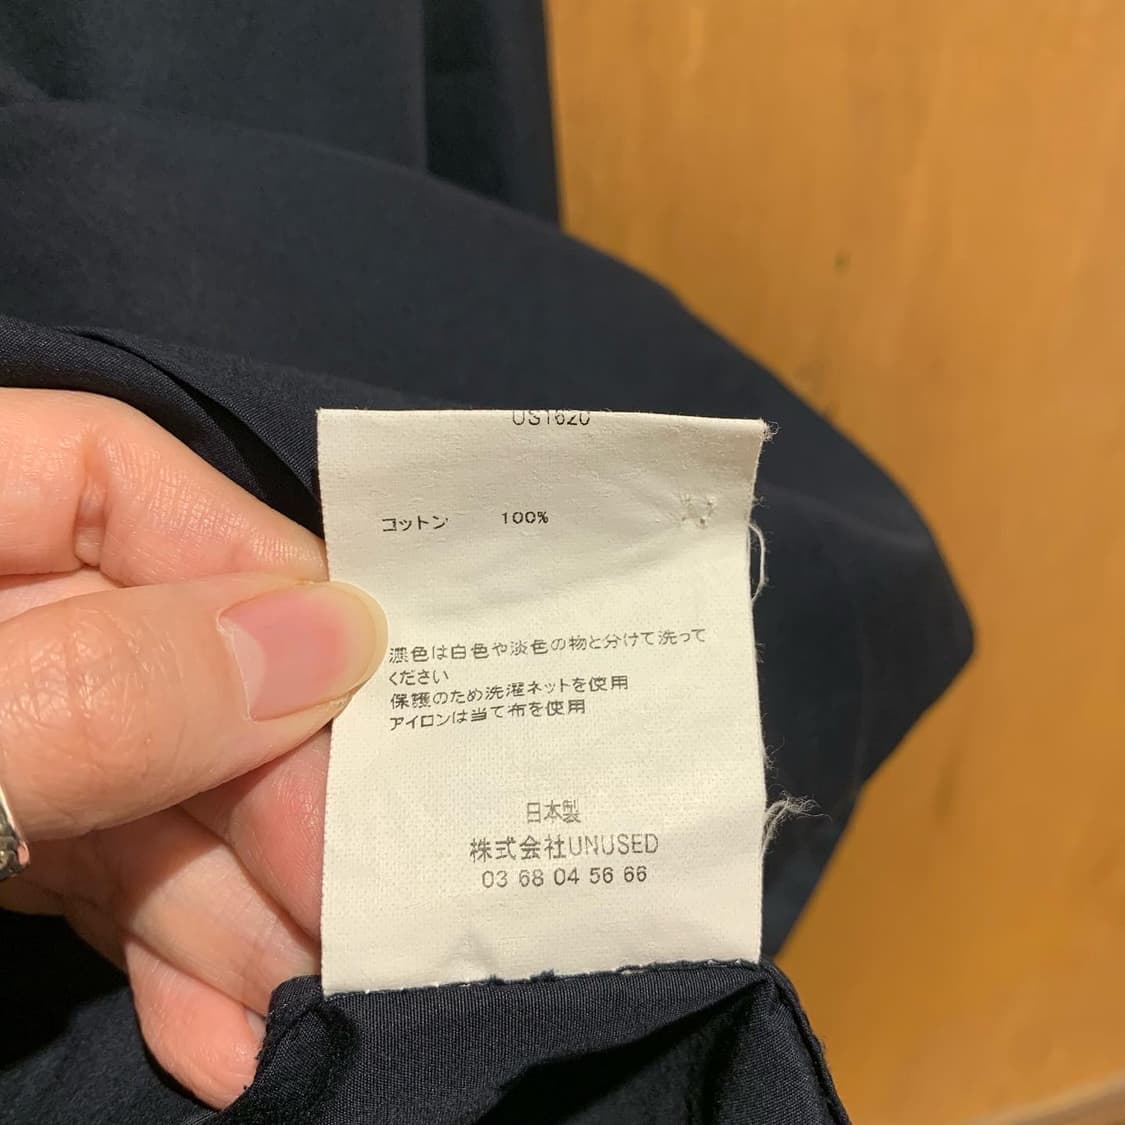 US1620
コットン 100%
濃色は白色や淡色の物と分けて洗って
ください
保護のため洗濯ネットを使用
アイロンは当て布を使用
日本製
株式会社UNUSED
03 68 04 56 66